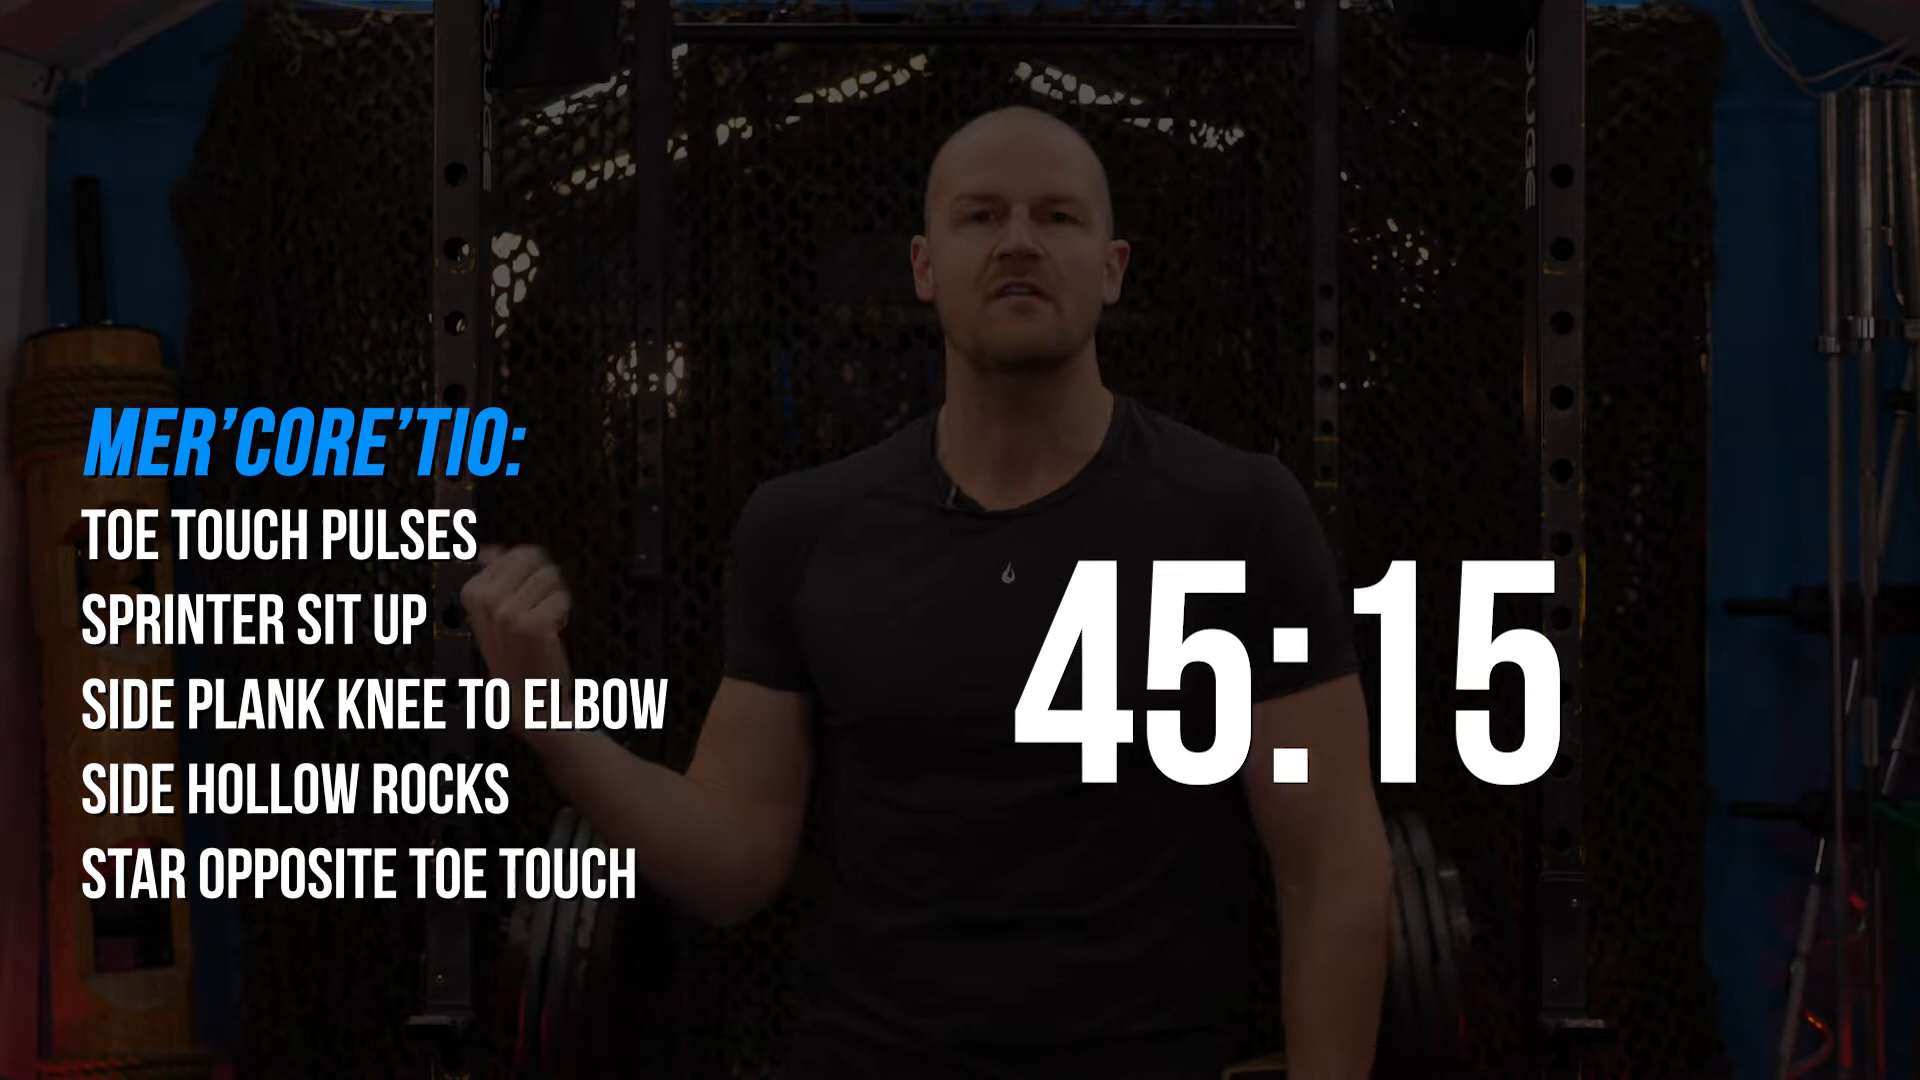 ROGUE
MER'CORE'TIO:
TOE TOUCH PULSES
SPRINTER SIT UP
SIDE PLANK KNEE TO ELBOW
SIDE HOLLOW ROCKS
STAR OPPOSITE TOE TOUCH
45:15